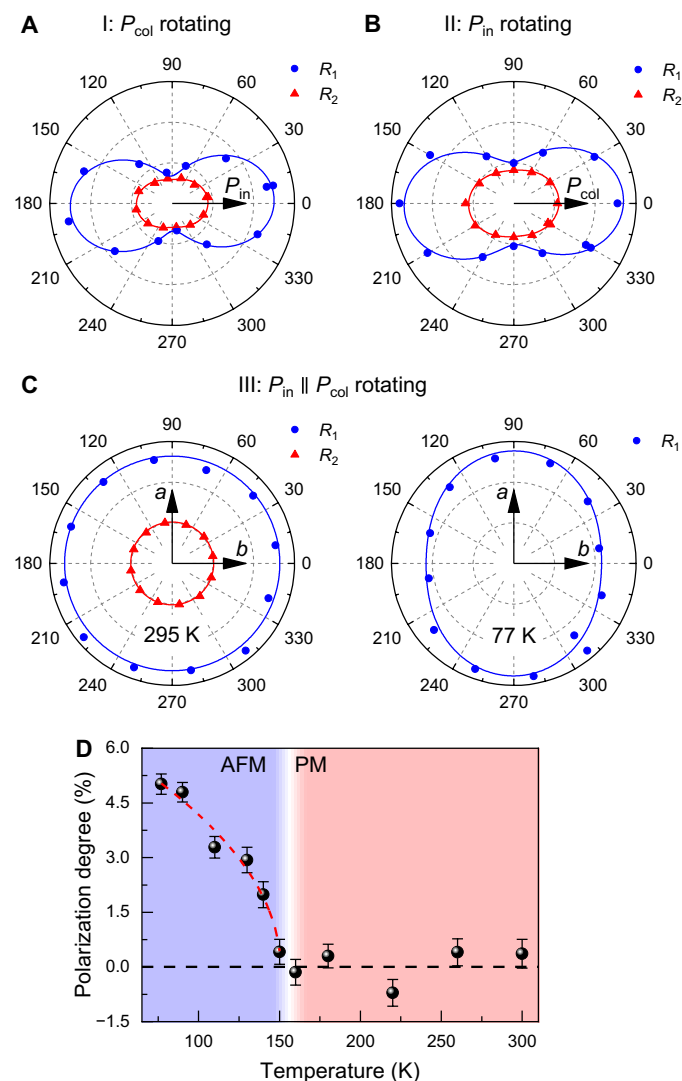 A I: Pcol rotating
B II: Pin rotating
R1
R2
R1
R2
90
120 60
150 30
180 0
210 330
240 300
270
Pin
90
120 60
150 30
180 0
210 330
240 300
270
Pcol
C III: Pin ∥ Pcol rotating
R1
R2
R1
90
120 60
150 30
180 0
210 330
240 300
270
a
b
295 K
90
120 60
150 30
180 0
210 330
240 300
270
a
b
77 K
D
AFM PM
6.0
4.5
3.0
1.5
0.0
−1.5
Polarization degree (%)
100 150 200 250 300
Temperature (K)